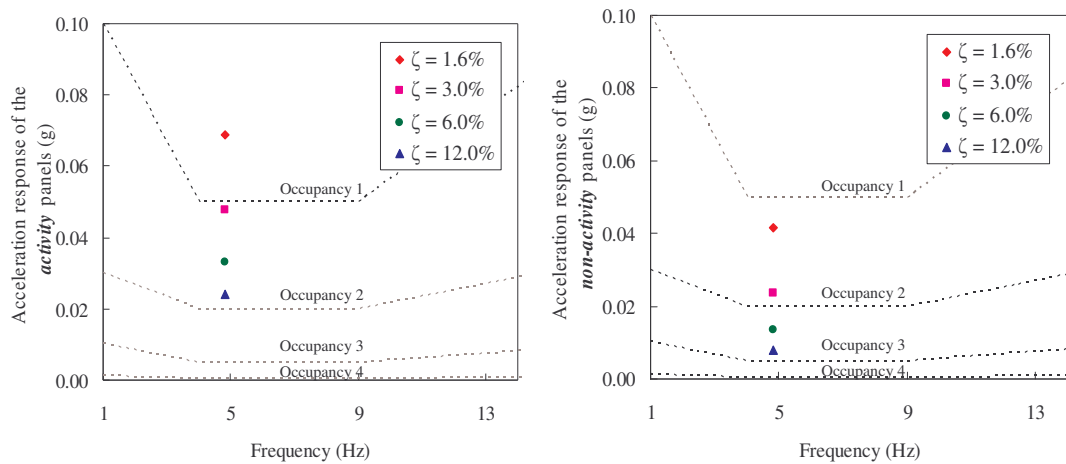 0.10
0.08
0.06
0.04
0.02
0.00
Acceleration response of the
activity panels (g)
ζ = 1.6%
ζ = 3.0%
ζ = 6.0%
ζ = 12.0%
Occupancy 1
Occupancy 2
Occupancy 3
Occupancy 4
1
5
9
13
Frequency (Hz)
0.10
0.08
0.06
0.04
0.02
0.00
Acceleration response of the
non-activity panels (g)
ζ = 1.6%
ζ = 3.0%
ζ = 6.0%
ζ = 12.0%
Occupancy 1
Occupancy 2
Occupancy 3
Occupancy 4
1
5
9
13
Frequency (Hz)